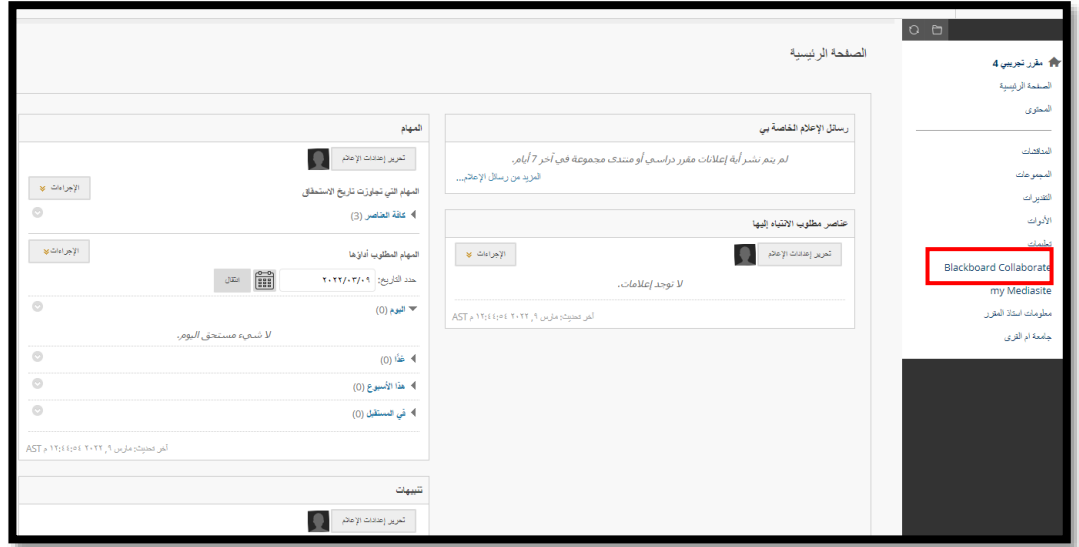 مقرر تجريبي 4
الصفحة الرئيسية
المحتوى
المناقشات
المجموعات
التقديرات
الأدوات
تعليمات
Blackboard Collaborate
my Mediasite
معلومات استاذ المقرر
جامعة ام القرى
الصفحة الرئيسية
رسائل الإعلام الخاصة بي
لم يتم نشر أية إعلانات مقرر دراسي أو منتدى مجموعة في آخر 7 أيام.
المزيد من رسائل الإعلام...
عناصر مطلوب الانتباه إليها
تحرير إعدادات الإعلام
الإجراءات
لا توجد إعلامات.
آخر تحديث: مارس ٩, ٢٠٢٢ ١٢:٤٤:٥٤ م AST
المهام
تحرير إعدادات الإعلام
المهام التي تجاوزت تاريخ الاستحقاق
الإجراءات
كافة العناصر (3)
المهام المطلوب أداؤها
الإجراءات
حدد التاريخ: ٢٠٢٢/٠٣/٠٩ انتقال
اليوم (0)
لا شيء مستحق اليوم.
غدًا (0)
هذا الأسبوع (0)
في المستقبل (0)
آخر تحديث: مارس ٩, ٢٠٢٢ ١٢:٤٤:٥٤ م AST
تنبيهات
تحرير إعدادات الإعلام